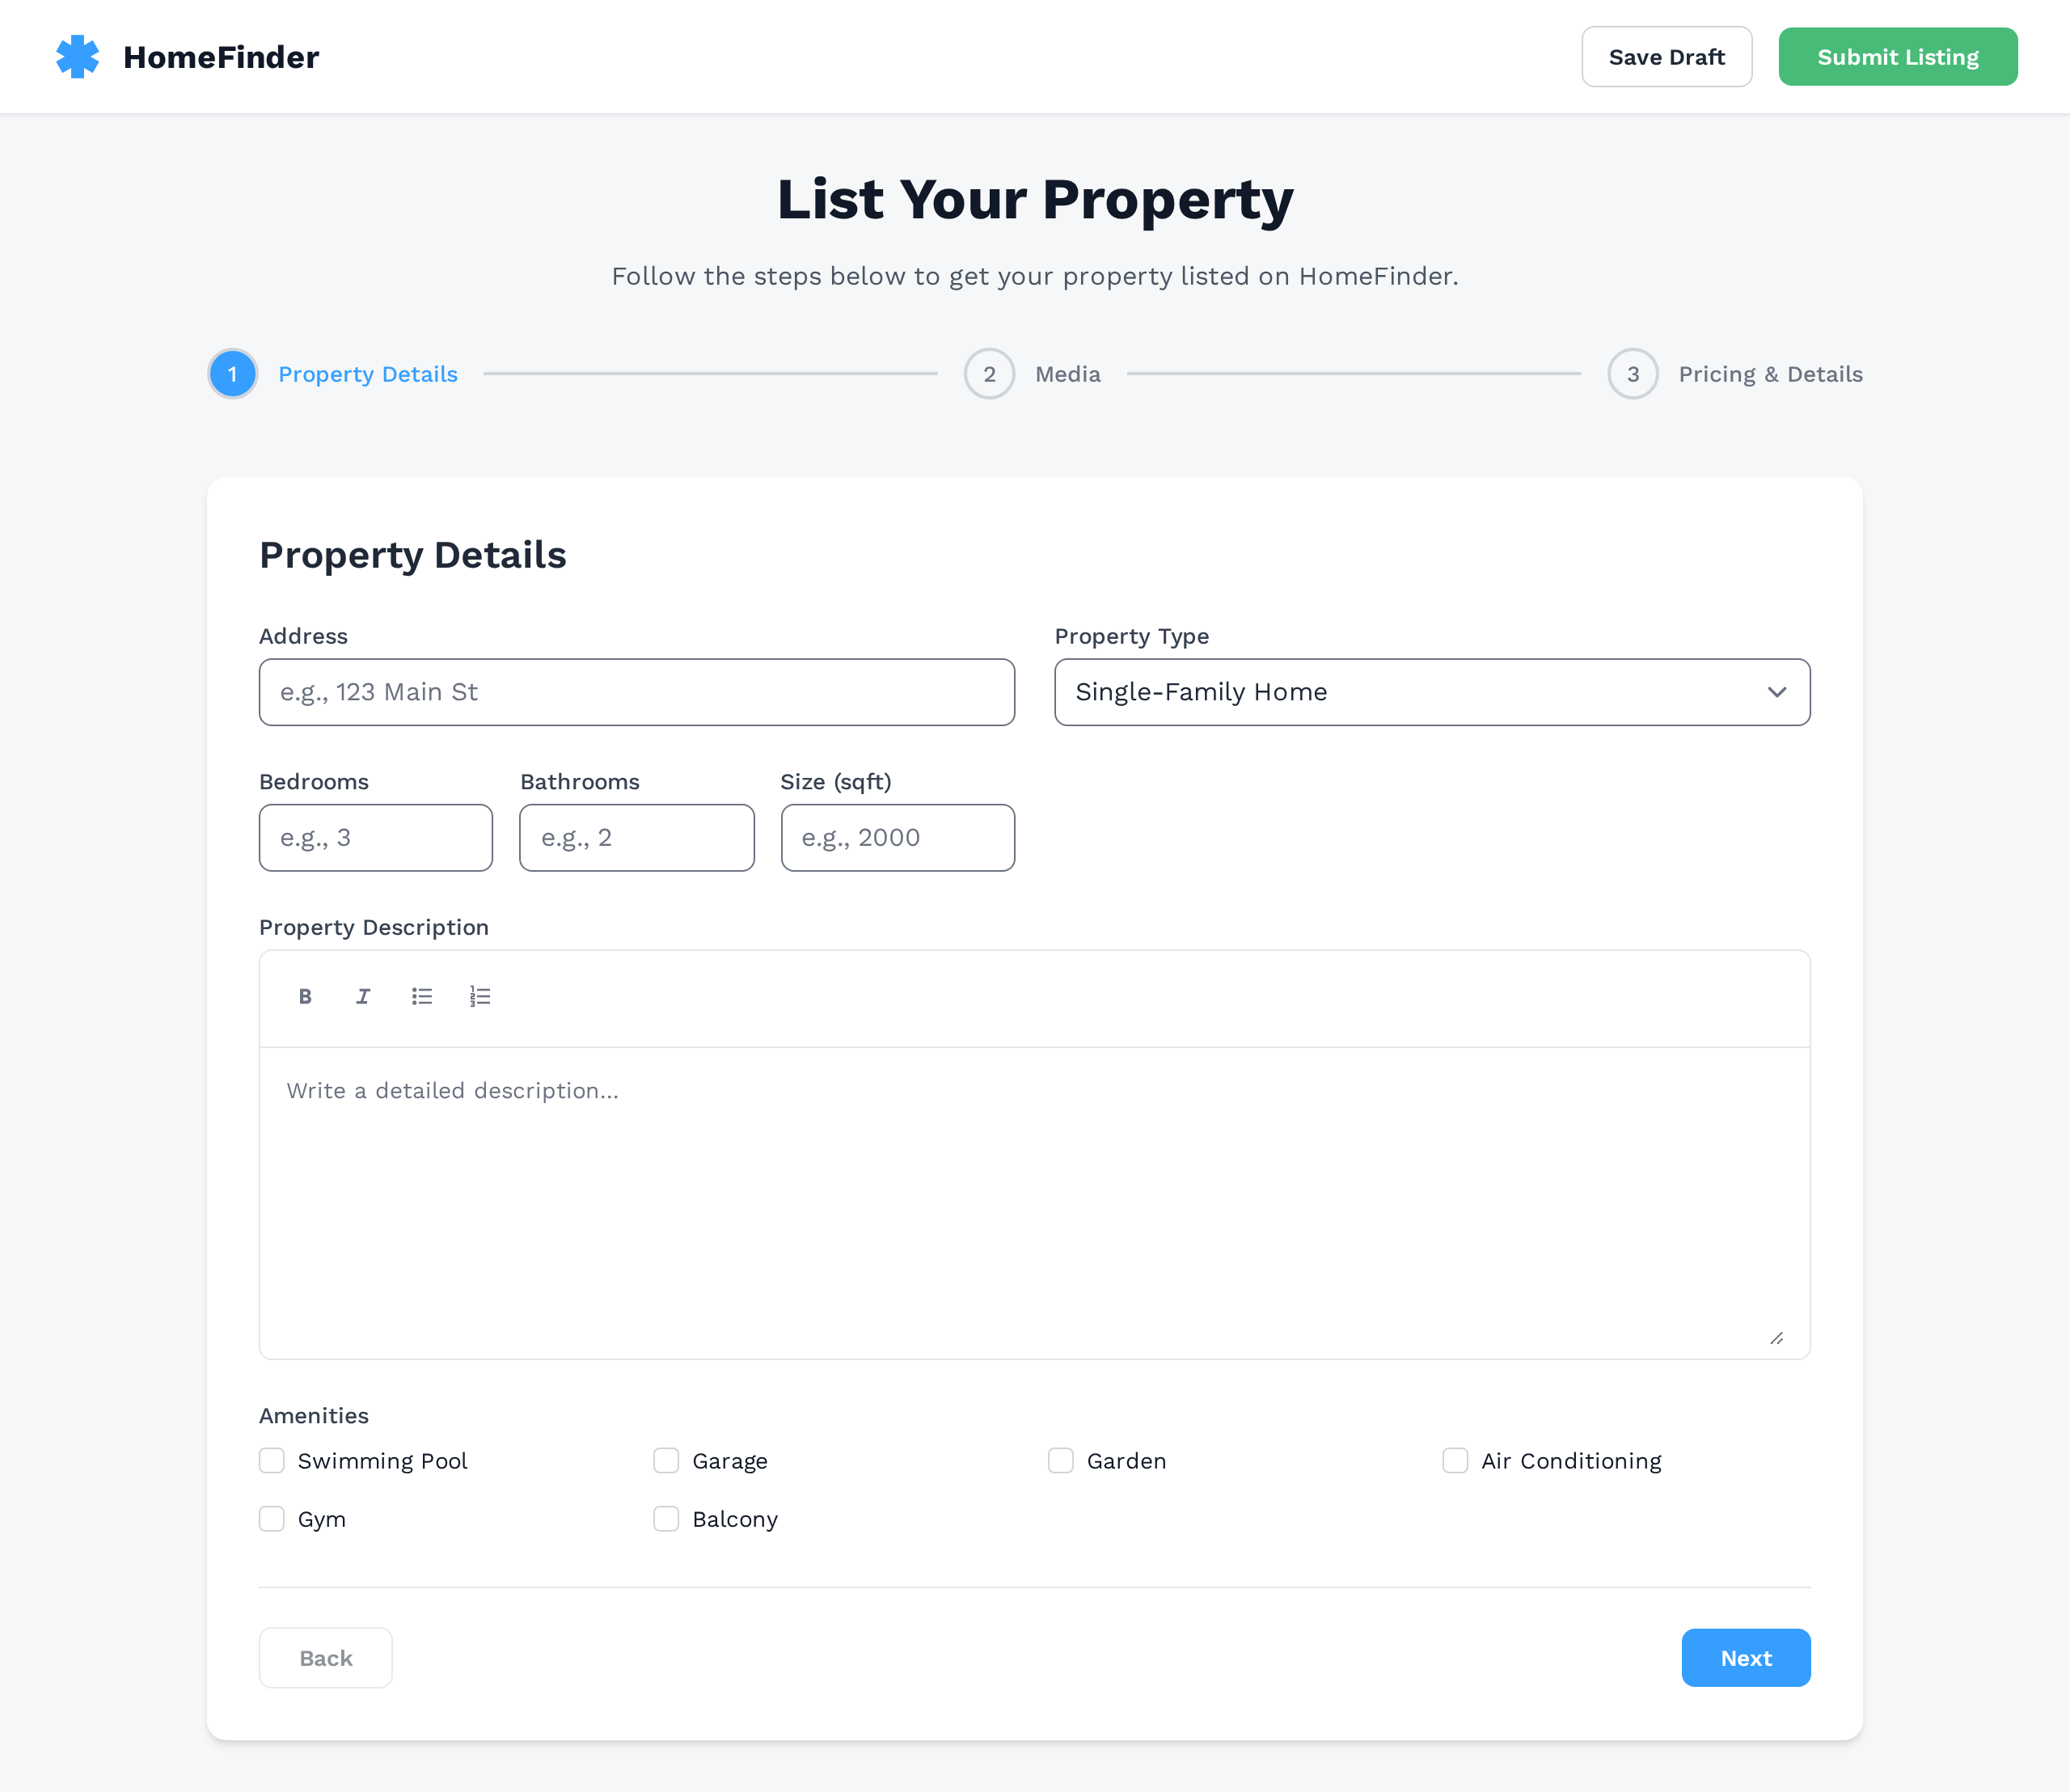 HomeFinder
Save Draft
Submit Listing
List Your Property
Follow the steps below to get your property listed on HomeFinder.
1 Property Details
2 Media
3 Pricing & Details
Property Details
Address
e.g., 123 Main St
Property Type
Single-Family Home
Bedrooms
e.g., 3
Bathrooms
e.g., 2
Size (sqft)
e.g., 2000
Property Description
B I
Write a detailed description...
Amenities
Swimming Pool
Garage
Garden
Air Conditioning
Gym
Balcony
Back
Next